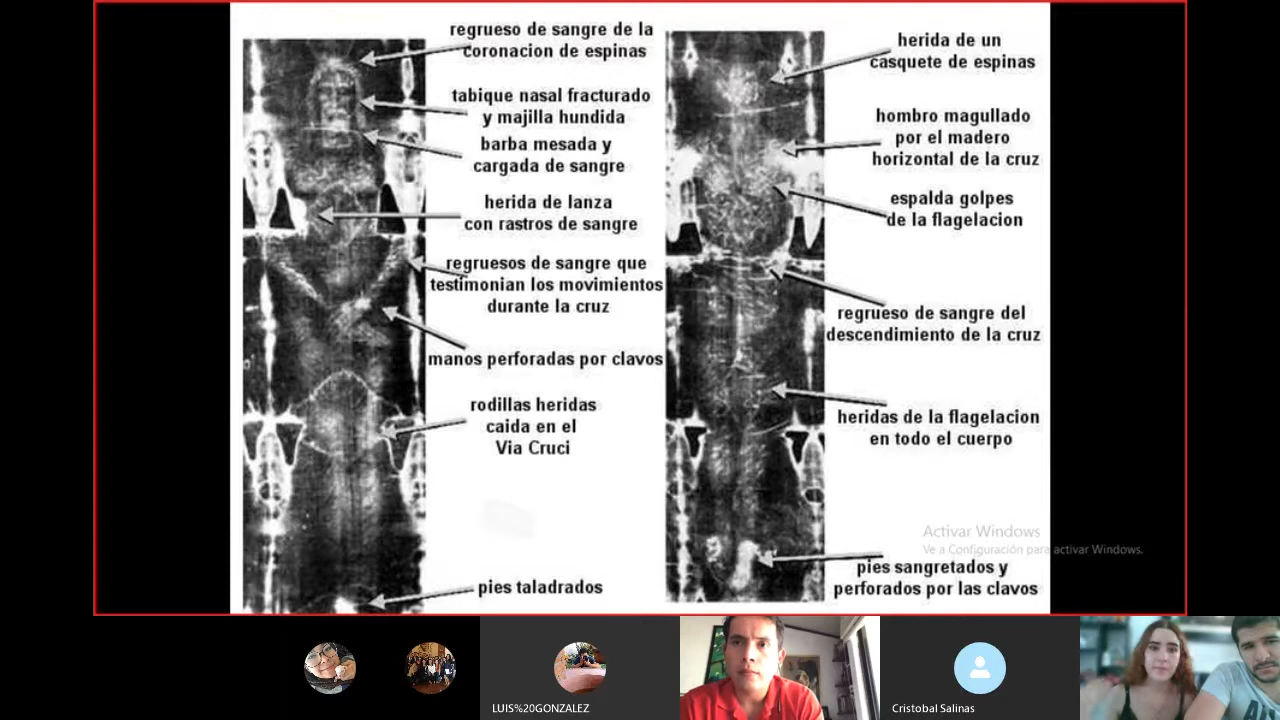 regrueso de sangre de la
coronacion de espinas
tabique nasal fracturado
y majilla hundida
barba mesada y
cargada de sangre
herida de lanza
con rastros de sangre
regruesos de sangre que
testimonian los movimientos
durante la cruz
manos perforadas por clavos
rodillas heridas
caida en el
Via Cruci
pies taladrados
herida de un
casquete de espinas
hombro magullado
por el madero
horizontal de la cruz
espalda golpes
de la flagelacion
regrueso de sangre del
descendimiento de la cruz
heridas de la flagelacion
en todo el cuerpo
pies sangretados y
perforados por las clavos
Activar Windows
Ve a Configuración para activar Windows.
LUIS%20GONZALEZ
Cristobal Salinas